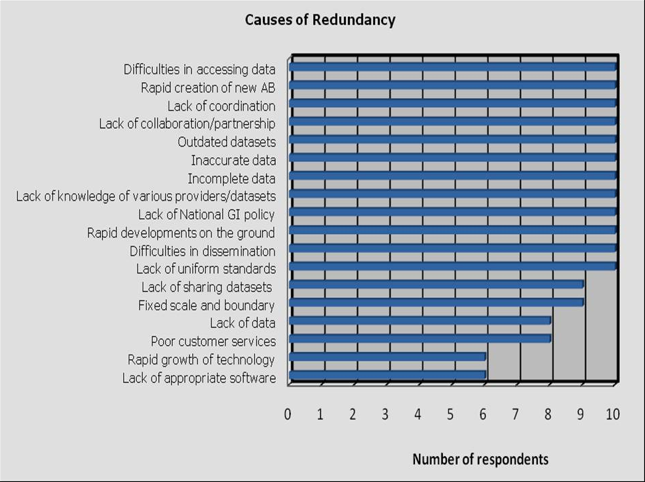 Causes of Redundancy
Difficulties in accessing data
Rapid creation of new AB
Lack of coordination
Lack of collaboration/partnership
Outdated datasets
Inaccurate data
Incomplete data
Lack of knowledge of various providers/datasets
Lack of National GI policy
Rapid developments on the ground
Difficulties in dissemination
Lack of uniform standards
Lack of sharing datasets
Fixed scale and boundary
Lack of data
Poor customer services
Rapid growth of technology
Lack of appropriate software
0 1 2 3 4 5 6 7 8 9 10
Number of respondents